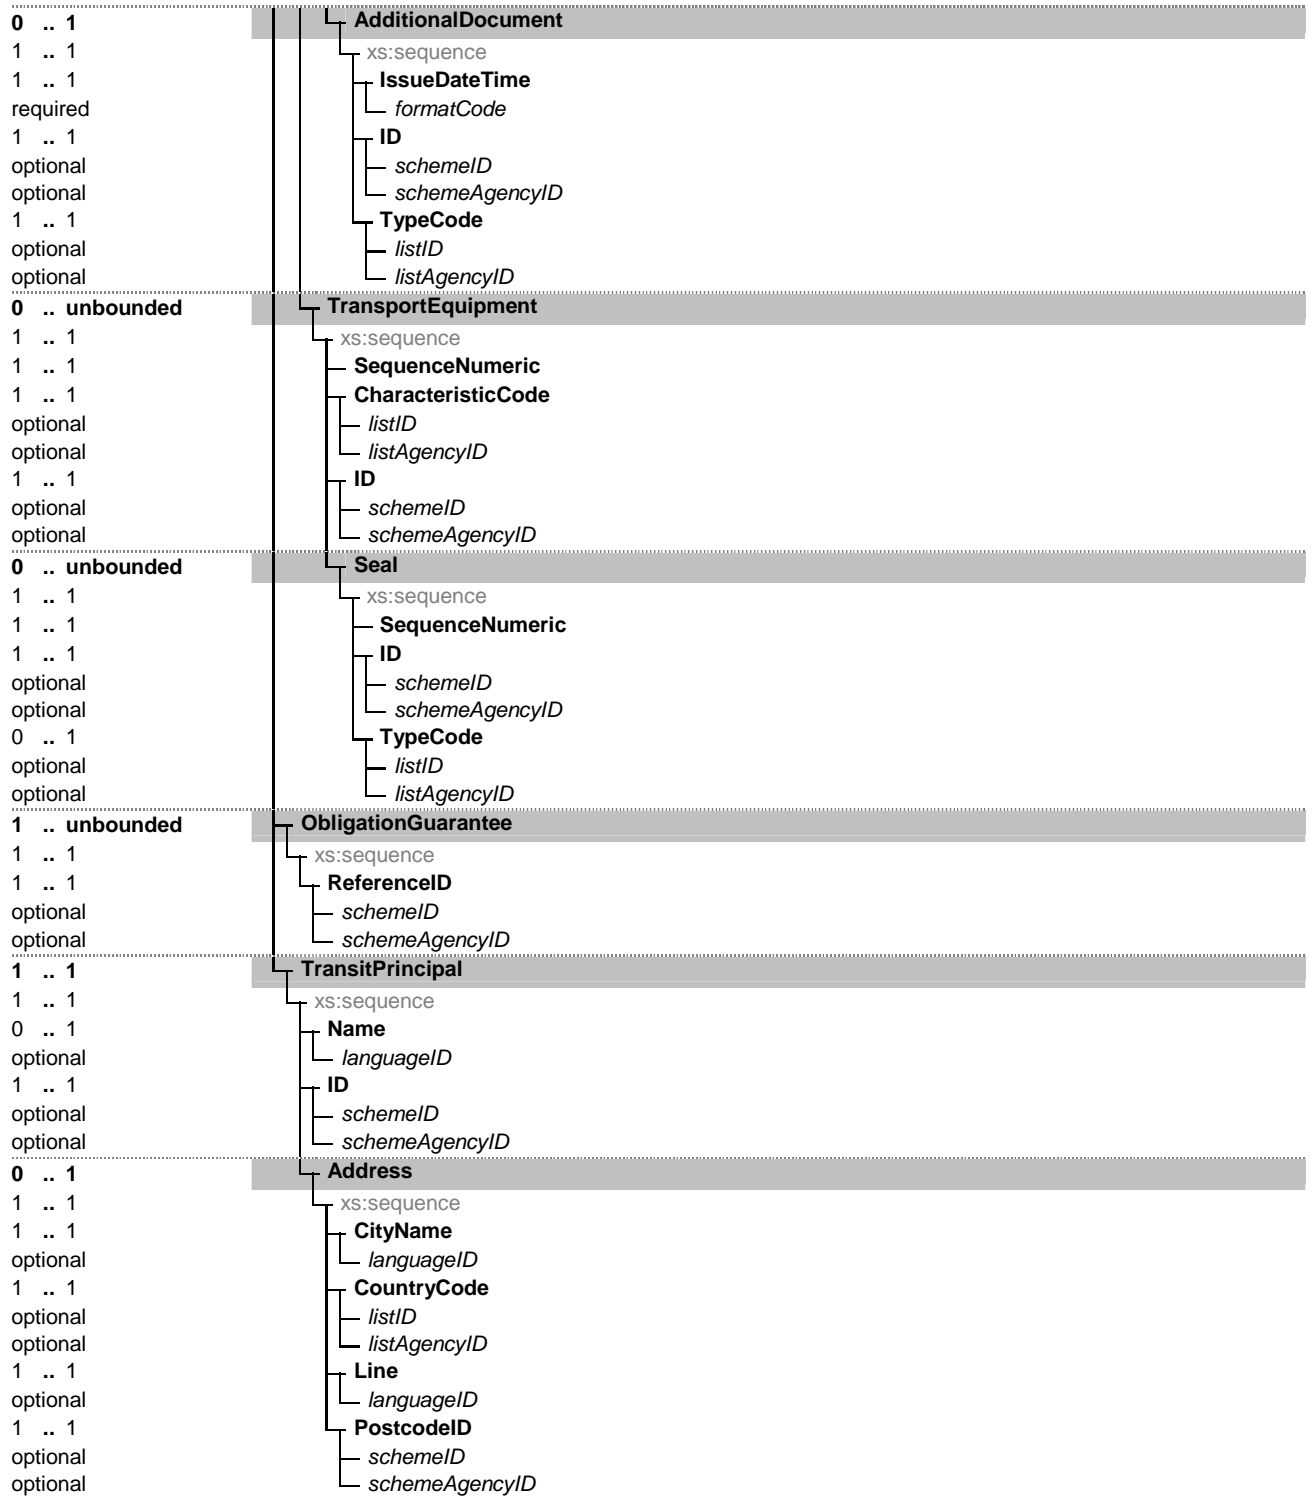 0 .. 1 AdditionalDocument
1 .. 1 xs:sequence
1 .. 1 IssueDateTime
required formatCode
1 .. 1 ID
optional schemeID
optional schemeAgencyID
1 .. 1 TypeCode
optional listID
optional listAgencyID
0 .. unbounded TransportEquipment
1 .. 1 xs:sequence
1 .. 1 SequenceNumeric
1 .. 1 CharacteristicCode
optional listID
optional listAgencyID
1 .. 1 ID
optional schemeID
optional schemeAgencyID
0 .. unbounded Seal
1 .. 1 xs:sequence
1 .. 1 SequenceNumeric
1 .. 1 ID
optional schemeID
optional schemeAgencyID
0 .. 1 TypeCode
optional listID
optional listAgencyID
1 .. unbounded ObligationGuarantee
1 .. 1 xs:sequence
1 .. 1 ReferenceID
optional schemeID
optional schemeAgencyID
1 .. 1 TransitPrincipal
1 .. 1 xs:sequence
0 .. 1 Name
optional languageID
1 .. 1 ID
optional schemeID
optional schemeAgencyID
0 .. 1 Address
1 .. 1 xs:sequence
1 .. 1 CityName
optional languageID
1 .. 1 CountryCode
optional listID
optional listAgencyID
1 .. 1 Line
optional languageID
1 .. 1 PostcodeID
optional schemeID
optional schemeAgencyID